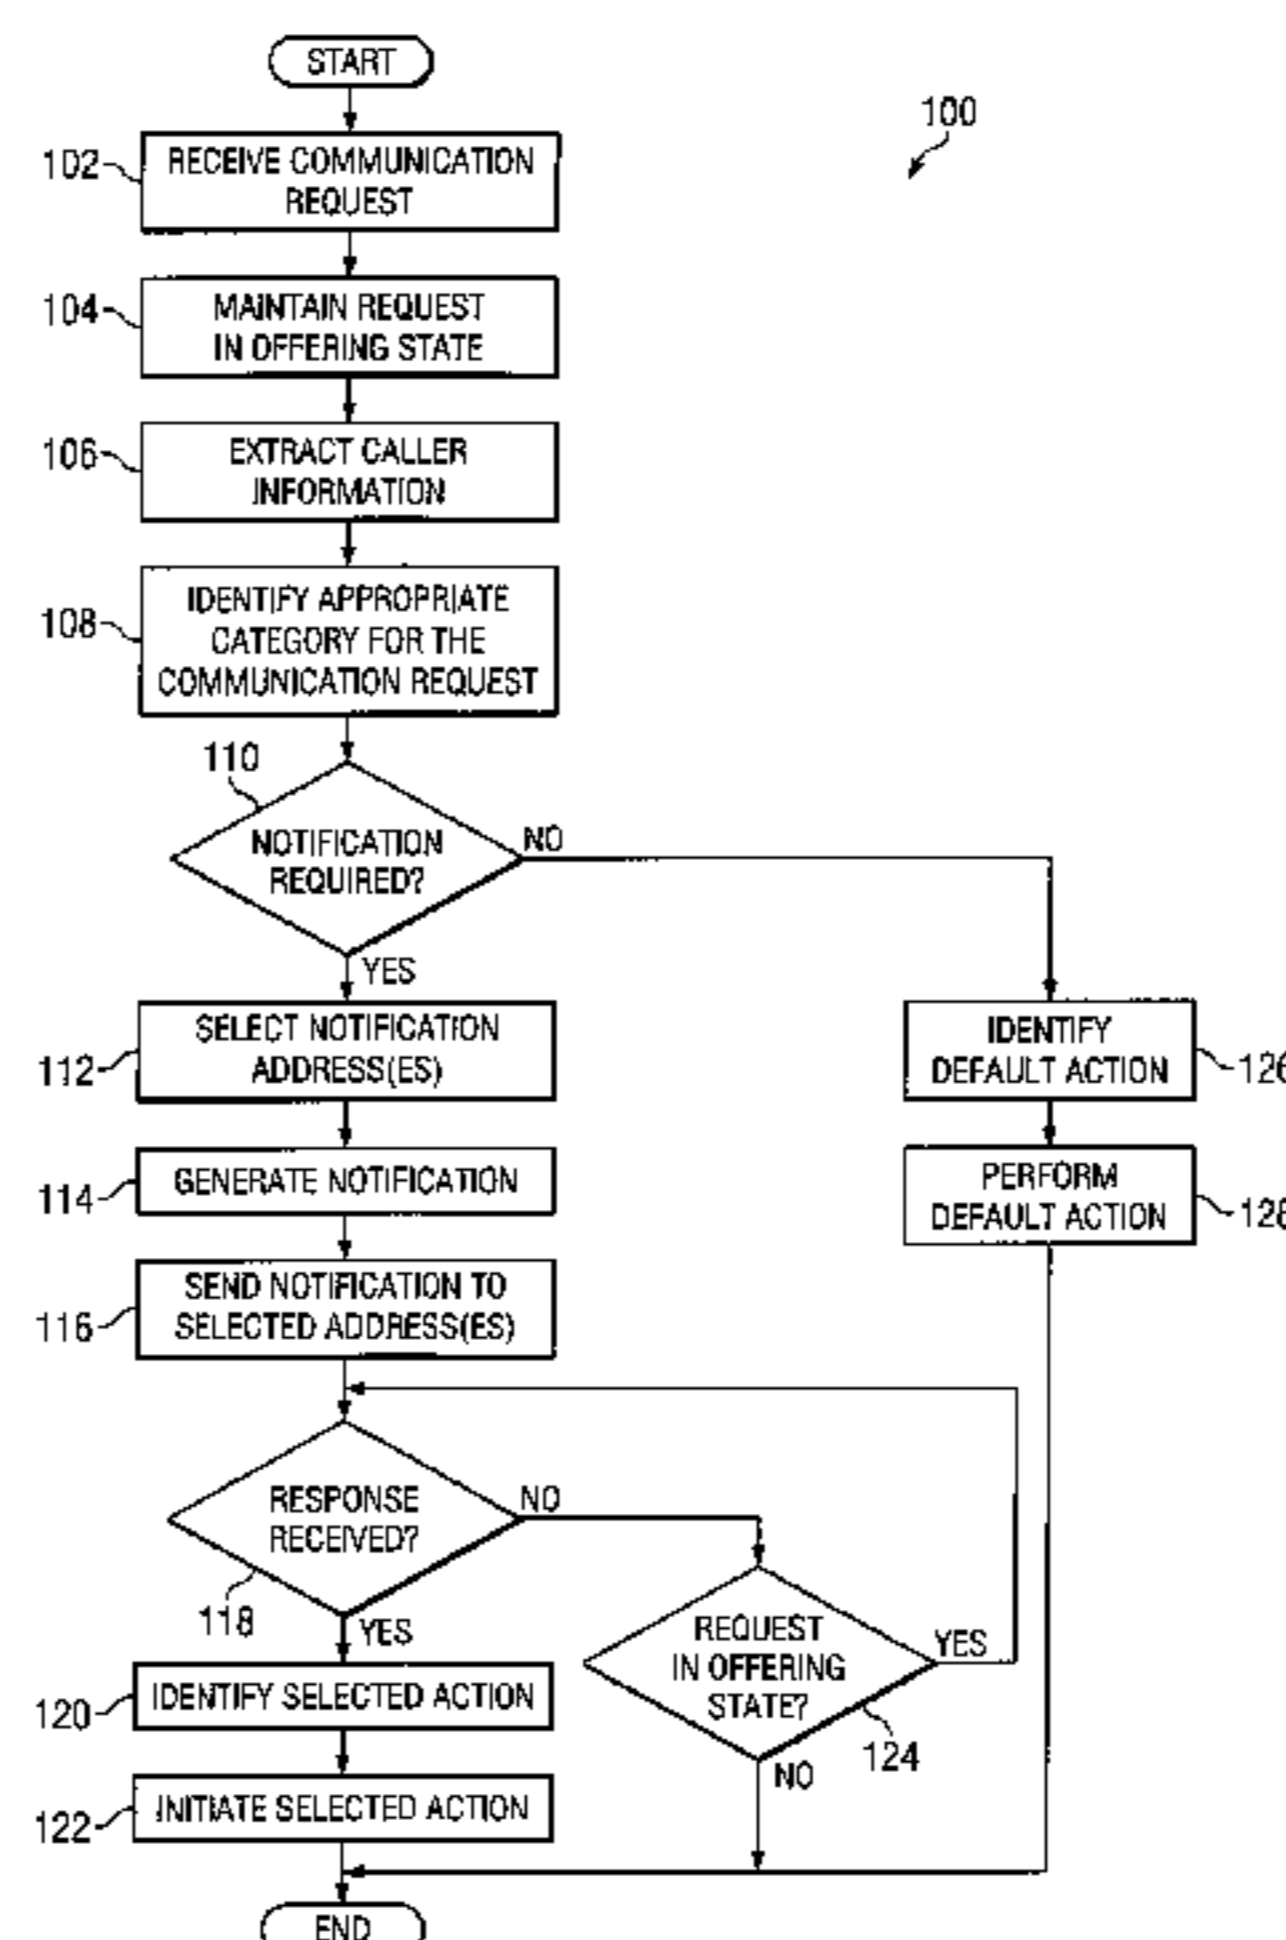 START
100
102
RECEIVE COMMUNICATION
REQUEST
104
MAINTAIN REQUEST
IN OFFERING STATE
106
EXTRACT CALLER
INFORMATION
108
IDENTIFY APPROPRIATE
CATEGORY FOR THE
COMMUNICATION REQUEST
110
NOTIFICATION
REQUIRED?
NO
YES
112
SELECT NOTIFICATION
ADDRESS(ES)
IDENTIFY
DEFAULT ACTION
126
114
GENERATE NOTIFICATION
PERFORM
DEFAULT ACTION
128
116
SEND NOTIFICATION TO
SELECTED ADDRESS(ES)
RESPONSE
RECEIVED?
NO
118
YES
REQUEST
IN OFFERING
STATE?
YES
124
NO
120
IDENTIFY SELECTED ACTION
122
INITIATE SELECTED ACTION
END